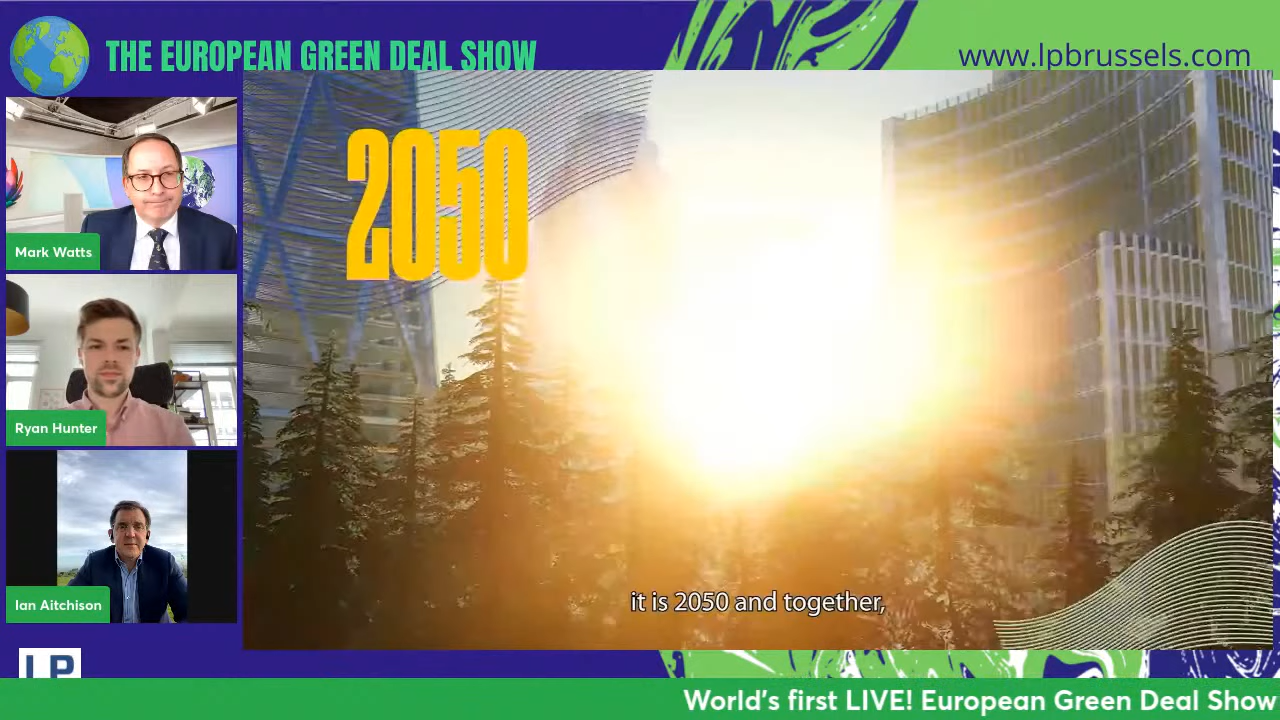 THE EUROPEAN GREEN DEAL SHOW
www.lpbrussels.com
Mark Watts
2050
Ryan Hunter
Ian Aitchison
it is 2050 and together,
LP
World's first LIVE! European Green Deal Show